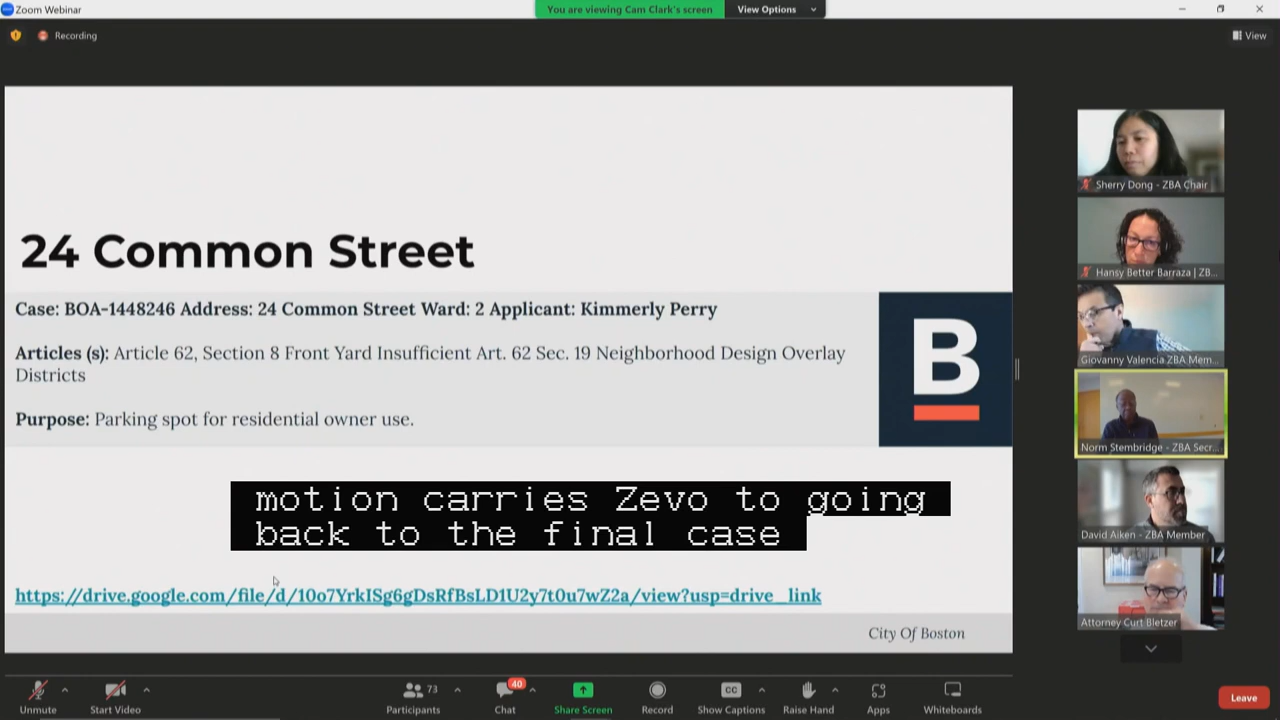 Zoom Webinar
You are viewing Cam Clark's screen
View Options
Recording
View
24 Common Street
Case: BOA-1448246 Address: 24 Common Street Ward: 2 Applicant: Kimmerly Perry
Articles (s): Article 62, Section 8 Front Yard Insufficient Art. 62 Sec. 19 Neighborhood Design Overlay
Districts
Purpose: Parking spot for residential owner use.
B
motion carries Zevo to going
back to the final case
https://drive.google.com/file/d/10o7YrkISg6gDsRfBsLD1U2y7t0u7wZ2a/view?usp=drive_link
City Of Boston
Sherry Dong - ZBA Chair
Hansy Better Barraza | ZB...
Giovanny Valencia ZBA Mem...
Norm Stembridge - ZBA Secr...
David Aiken - ZBA Member
Attorney Curt Bletzer
Unmute
Start Video
73
Participants
40
Chat
Share Screen
Record
CC
Show Captions
Raise Hand
Apps
Whiteboards
Leave